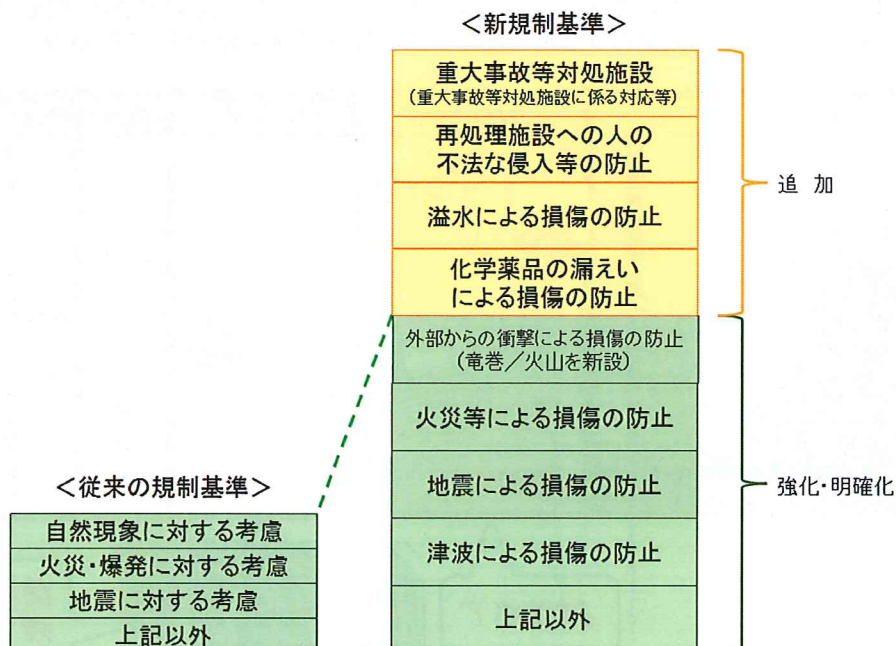 <新規制基準>
重大事故等対処施設
(重大事故等対処施設に係る対応等)
再処理施設への人の
不法な侵入等の防止
溢水による損傷の防止
化学薬品の漏えい
による損傷の防止
追 加
外部からの衝撃による損傷の防止
(竜巻/火山を新設)
火災等による損傷の防止
地震による損傷の防止
津波による損傷の防止
上記以外
強化・明確化
<従来の規制基準>
自然現象に対する考慮
火災・爆発に対する考慮
地震に対する考慮
上記以外